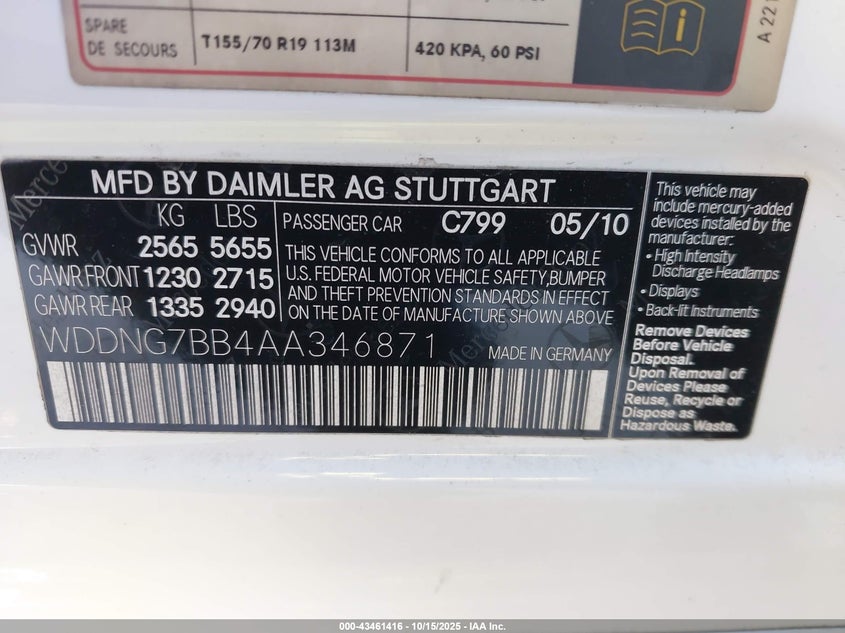 SPARE
DE SECOURS T155/70 R19 113M 420 KPA, 60 PSI
A 221
MFD BY DAIMLER AG STUTTGART
KG LBS
GVWR 2565 5655
GAWR FRONT 1230 2715
GAWR REAR 1335 2940
PASSENGER CAR C799 05/10
THIS VEHICLE CONFORMS TO ALL APPLICABLE
U.S. FEDERAL MOTOR VEHICLE SAFETY,BUMPER
AND THEFT PREVENTION STANDARDS IN EFFECT
ON THE DATE OF MANUFACTURE SHOWN ABOVE
WDDNG7BB4AA346871 MADE IN GERMANY
This vehicle may
include mercury-added
devices installed by the
manufacturer:
• High Intensity
Discharge Headlamps
• Displays
• Back-lit Instruments
Remove Devices
Before Vehicle
Disposal.
Upon Removal of
Devices Please
Reuse, Recycle or
Dispose as
Hazardous Waste.
000-43461416 - 10/15/2025 - IAA Inc.